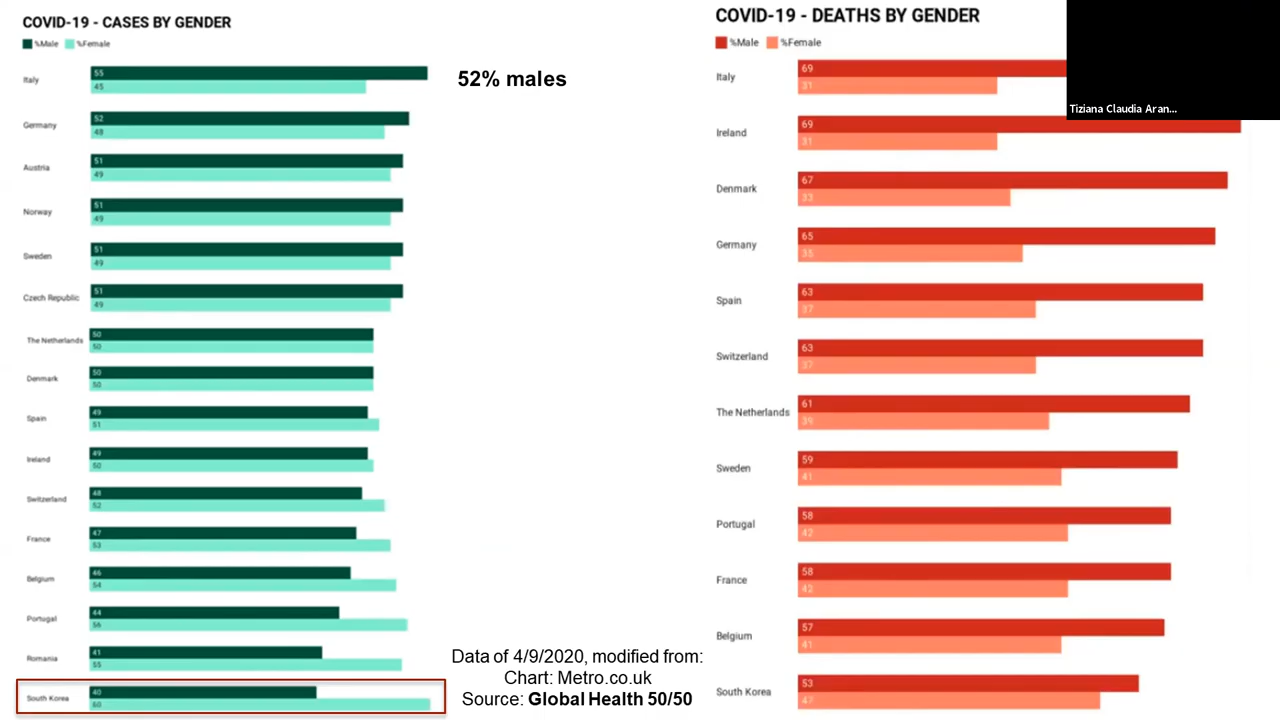 COVID-19 - CASES BY GENDER
%Male %Female
Italy
55
45
52% males
Germany
52
48
Austria
51
49
Norway
51
49
Sweden
51
49
Czech Republic
51
49
The Netherlands
50
50
Denmark
50
50
Spain
49
51
Ireland
49
50
Switzerland
48
52
France
47
53
Belgium
46
54
Portugal
44
56
Romania
41
55
South Korea
40
60
Data of 4/9/2020, modified from:
Chart: Metro.co.uk
Source: Global Health 50/50
COVID-19 - DEATHS BY GENDER
%Male %Female
Italy
69
31
Tiziana Claudia Aran...
Ireland
69
31
Denmark
67
33
Germany
65
35
Spain
63
37
Switzerland
63
37
The Netherlands
61
39
Sweden
59
41
Portugal
58
42
France
58
42
Belgium
57
41
South Korea
53
47